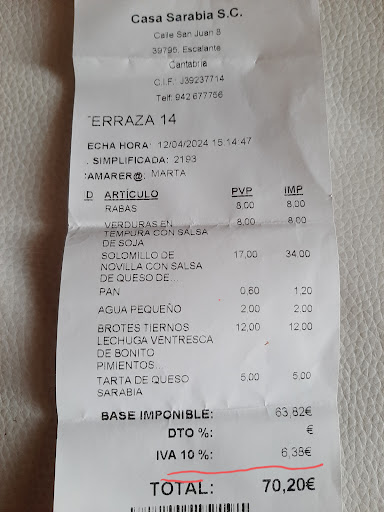 Casa Sarabia S.C.
Calle San Juan 8
39795, Escalante
Cantabria
C.I.F.: J39237714
Telf: 942 677756
ERRAZA 14
ECHA HORA: 12/04/2024 15:14:47
. SIMPLIFICADA: 2193
CAMARER@: MARTA
D ARTÍCULO PVP IMP
RABAS 8,00 8,00
VERDURAS EN 8,00 8,00
TEMPURA CON SALSA
DE SOJA
SOLOMILLO DE 17,00 34,00
NOVILLA CON SALSA
DE QUESO DE...
PAN 0,60 1,20
AGUA PEQUEÑO 2,00 2,00
BROTES TIERNOS 12,00 12,00
LECHUGA VENTRESCA
DE BONITO
PIMIENTOS...
TARTA DE QUESO 5,00 5,00
SARABIA
BASE IMPONIBLE: 63,82€
DTO %: €
IVA 10 %: 6,38€
TOTAL: 70,20€